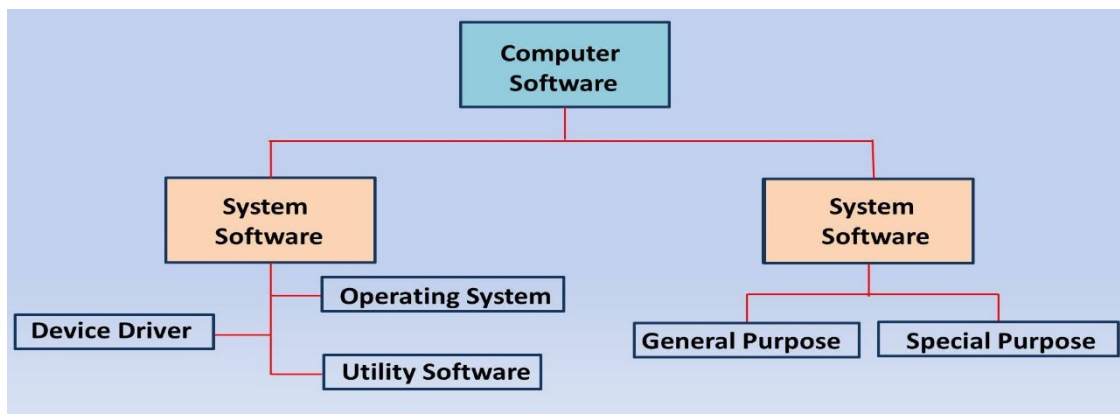 Computer
Software
System
Software
System
Software
Operating System
Device Driver
Utility Software
General Purpose
Special Purpose